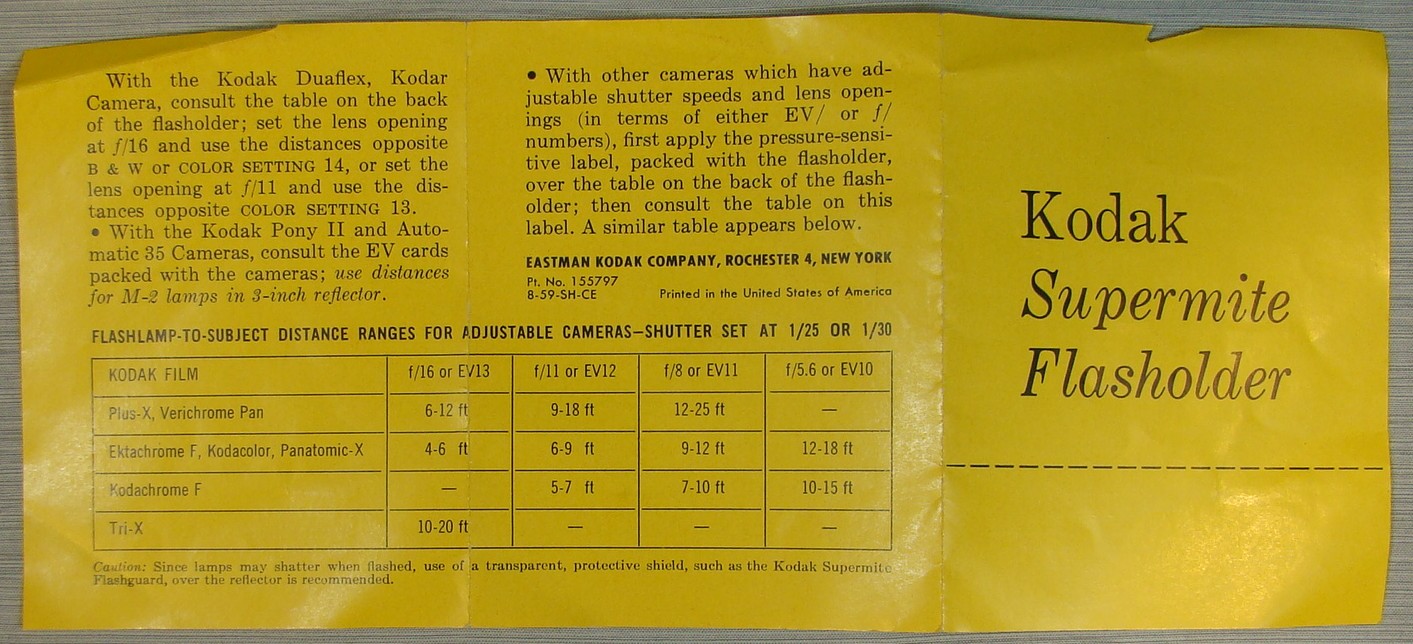 With the Kodak Duaflex, Kodar
Camera, consult the table on the back
of the flasholder; set the lens opening
at f/16 and use the distances opposite
B & W or COLOR SETTING 14, or set the
lens opening at f/11 and use the dis-
tances opposite COLOR SETTING 13.
• With the Kodak Pony II and Auto-
matic 35 Cameras, consult the EV cards
packed with the cameras; use distances
for M-2 lamps in 3-inch reflector.
• With other cameras which have ad-
justable shutter speeds and lens open-
ings (in terms of either EV/ or f/
numbers), first apply the pressure-sensi-
tive label, packed with the flasholder,
over the table on the back of the flash-
older; then consult the table on this
label. A similar table appears below.
EASTMAN KODAK COMPANY, ROCHESTER 4, NEW YORK
Pt. No. 155797
8-59-SH-CE Printed in the United States of America
FLASHLAMP-TO-SUBJECT DISTANCE RANGES FOR ADJUSTABLE CAMERAS—SHUTTER SET AT 1/25 OR 1/30
KODAK FILM f/16 or EV13 f/11 or EV12 f/8 or EV11 f/5.6 or EV10
Plus-X, Verichrome Pan 6-12 ft 9-18 ft 12-25 ft —
Ektachrome F, Kodacolor, Panatomic-X 4-6 ft 6-9 ft 9-12 ft 12-18 ft
Kodachrome F — 5-7 ft 7-10 ft 10-15 ft
Tri-X 10-20 ft — — —
Caution: Since lamps may shatter when flashed, use of a transparent, protective shield, such as the Kodak Supermite
Flashguard, over the reflector is recommended.
Kodak
Supermite
Flasholder